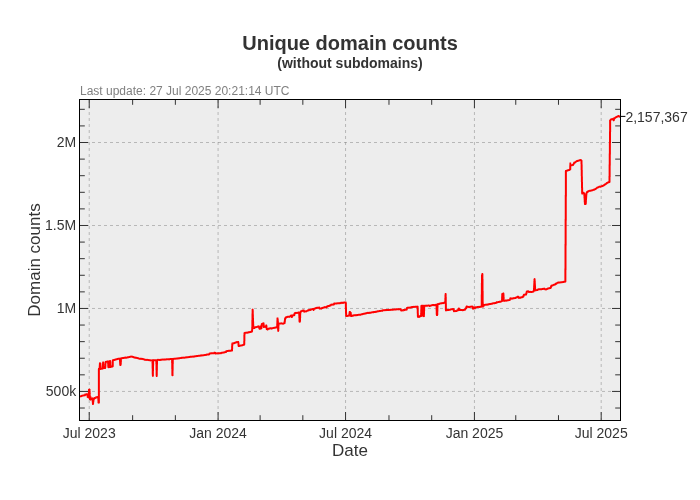 Unique domain counts
(without subdomains)
Last update: 27 Jul 2025 20:21:14 UTC
2M
2,157,367
1.5M
Domain counts
1M
500k
Jul 2023 Jan 2024 Jul 2024 Jan 2025 Jul 2025
Date